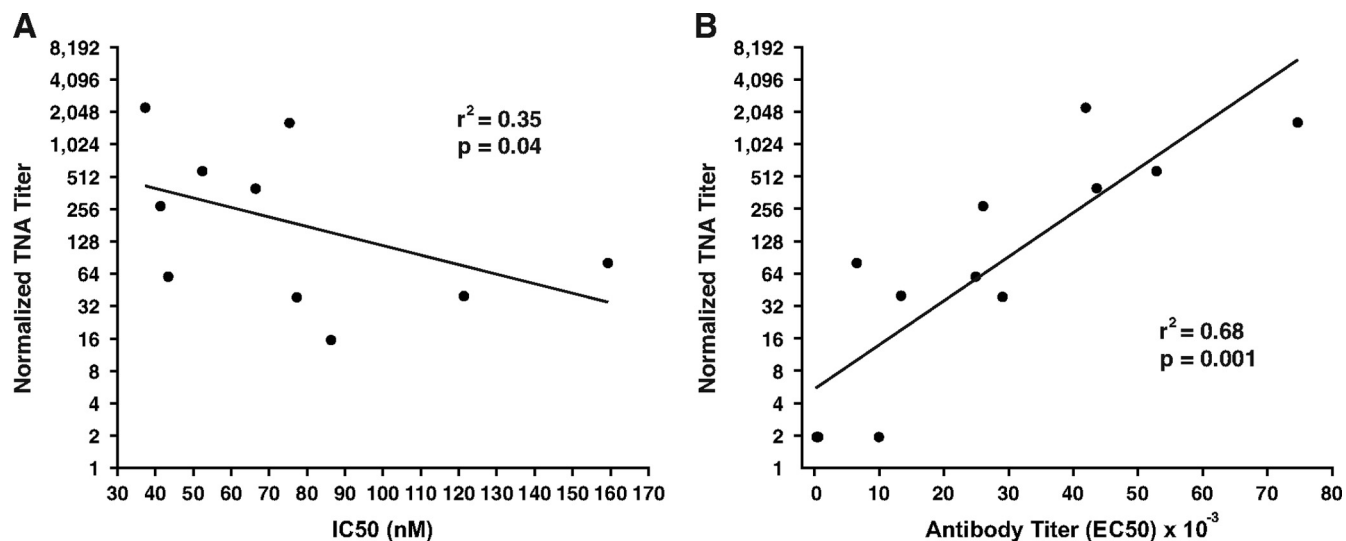 A
Normalized TNA Titer
8,192
4,096
2,048
1,024
512
256
128
64
32
16
8
4
2
1
r² = 0.35
p = 0.04
30 40 50 60 70 80 90 100 110 120 130 140 150 160 170
IC50 (nM)
B
Normalized TNA Titer
8,192
4,096
2,048
1,024
512
256
128
64
32
16
8
4
2
1
r² = 0.68
p = 0.001
0 10 20 30 40 50 60 70 80
Antibody Titer (EC50) x 10⁻³